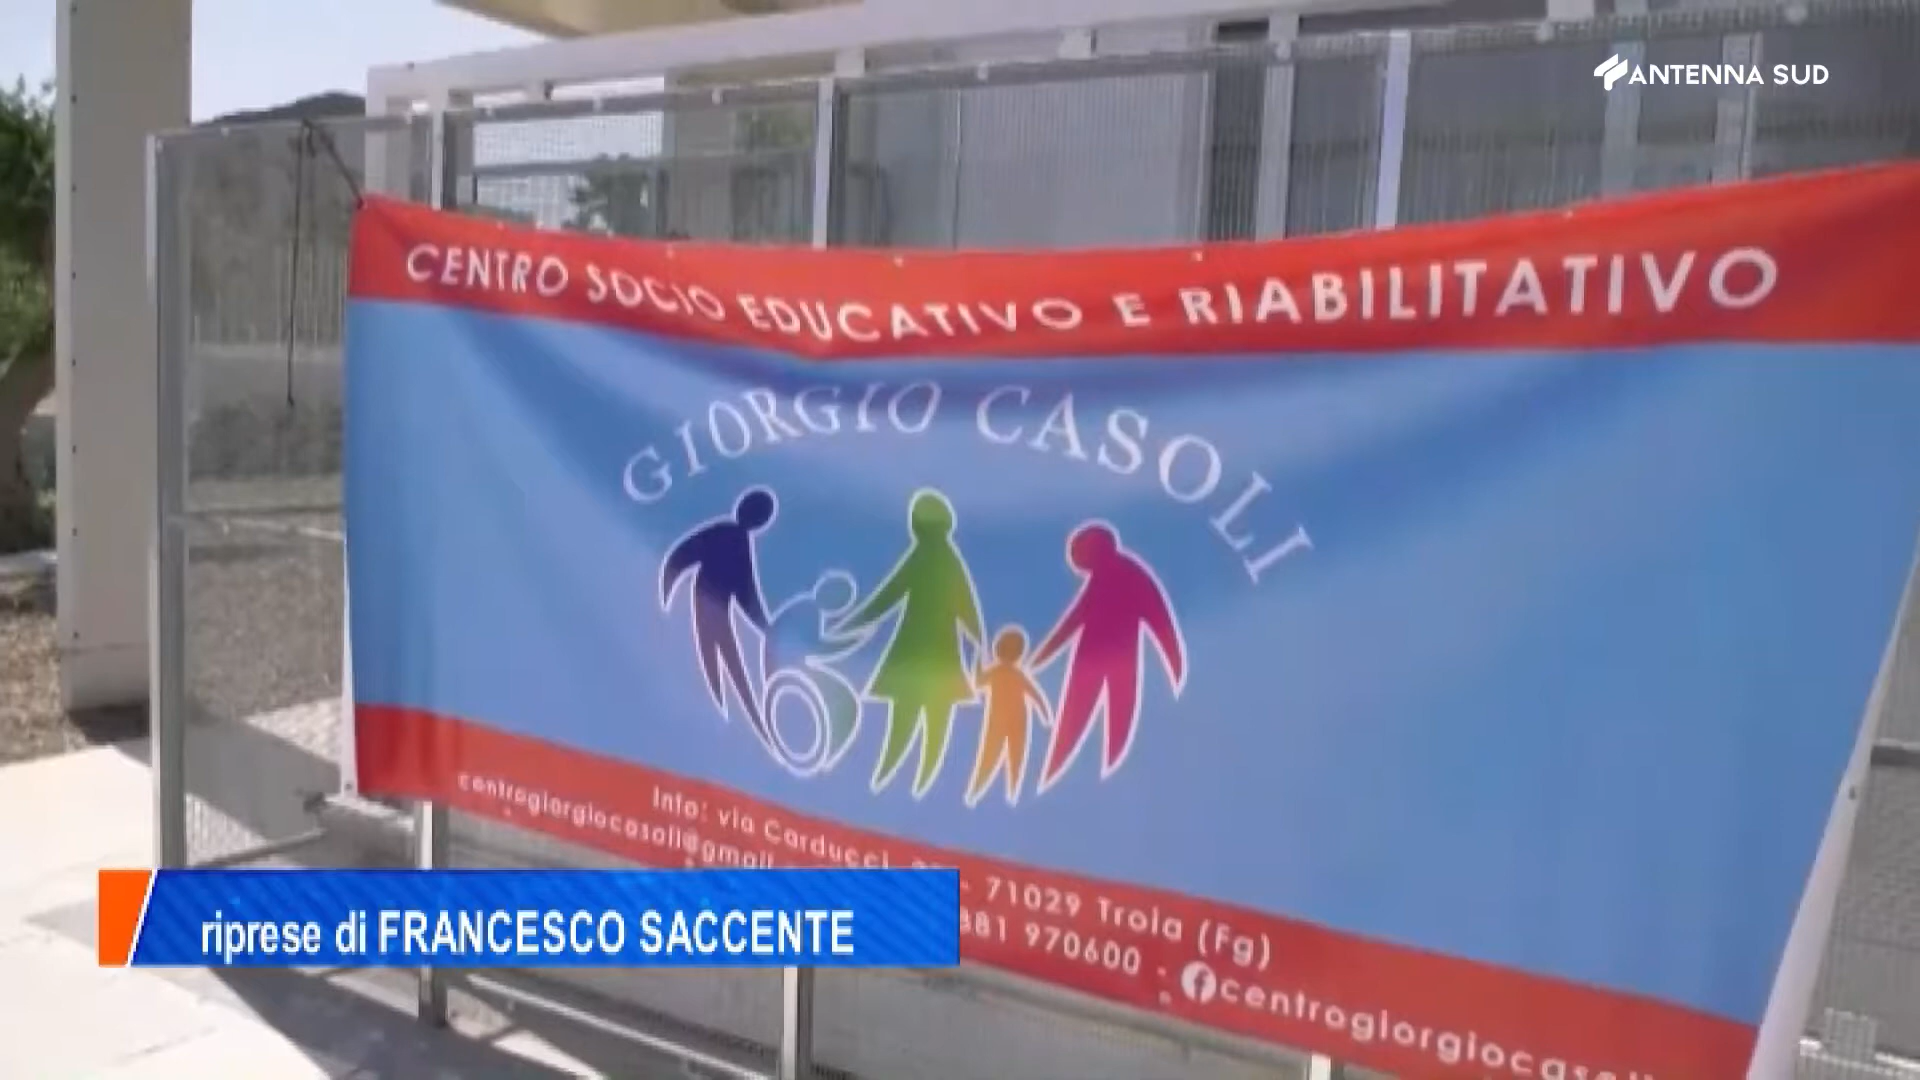 ANTENNA SUD
CENTRO SOCIO EDUCATIVO E RIABILITATIVO
GIORGIO CASOLI
Info: via Carducci, - 71029 Troia (Fg)
centrogiorgiocasoli@gmail 881 970600 -
centrogiorgiocasoli
riprese di FRANCESCO SACCENTE